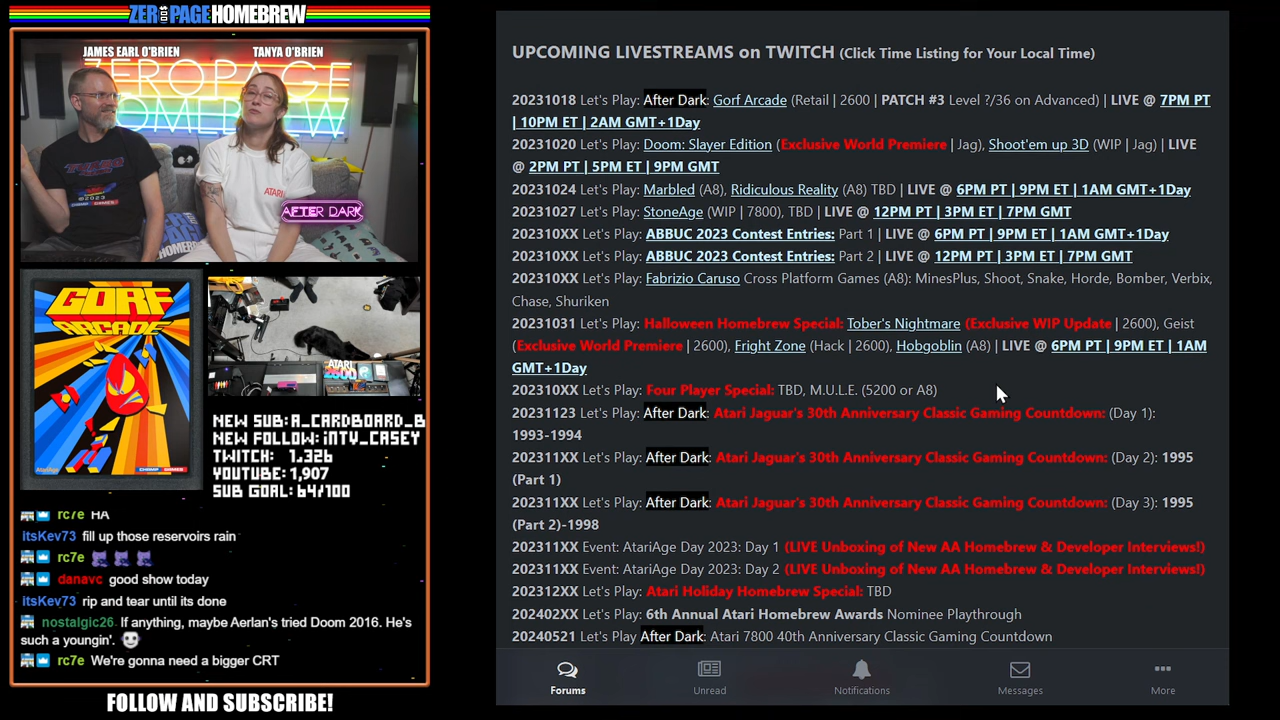 ZEROPAGE HOMEBREW
JAMES EARL O'BRIEN
TANYA O'BRIEN
ZEROPAGE
HOMEBREW
ATARI
©2023
AFTER DARK
GORF
ARCADE
CHAMP GAMES
ATARI
2600
NEW SUB: A_CARDBOARD_B
NEW FOLLOW: INTV_CASEY
TWITCH: 1,326
YOUTUBE: 1,907
SUB GOAL: 64/100
rc7e HA
itsKev73 fill up those reservoirs rain
rc7e
danavc good show today
itsKev73 rip and tear until its done
nostalgic26 If anything, maybe Aerlan's tried Doom 2016. He's
such a youngin'.
rc7e We're gonna need a bigger CRT
FOLLOW AND SUBSCRIBE!
UPCOMING LIVESTREAMS on TWITCH (Click Time Listing for Your Local Time)
20231018 Let's Play: After Dark: Gorf Arcade (Retail | 2600 | PATCH #3 Level ?/36 on Advanced) | LIVE @ 7PM PT
| 10PM ET | 2AM GMT+1Day
20231020 Let's Play: Doom: Slayer Edition (Exclusive World Premiere | Jag), Shoot'em up 3D (WIP | Jag) | LIVE
@ 2PM PT | 5PM ET | 9PM GMT
20231024 Let's Play: Marbled (A8), Ridiculous Reality (A8) TBD | LIVE @ 6PM PT | 9PM ET | 1AM GMT+1Day
20231027 Let's Play: StoneAge (WIP | 7800), TBD | LIVE @ 12PM PT | 3PM ET | 7PM GMT
202310XX Let's Play: ABBUC 2023 Contest Entries: Part 1 | LIVE @ 6PM PT | 9PM ET | 1AM GMT+1Day
202310XX Let's Play: ABBUC 2023 Contest Entries: Part 2 | LIVE @ 12PM PT | 3PM ET | 7PM GMT
202310XX Let's Play: Fabrizio Caruso Cross Platform Games (A8): MinesPlus, Shoot, Snake, Horde, Bomber, Verbix,
Chase, Shuriken
20231031 Let's Play: Halloween Homebrew Special: Tober's Nightmare (Exclusive WIP Update | 2600), Geist
(Exclusive World Premiere | 2600), Fright Zone (Hack | 2600), Hobgoblin (A8) | LIVE @ 6PM PT | 9PM ET | 1AM
GMT+1Day
202310XX Let's Play: Four Player Special: TBD, M.U.L.E. (5200 or A8)
20231123 Let's Play: After Dark: Atari Jaguar's 30th Anniversary Classic Gaming Countdown: (Day 1):
1993-1994
202311XX Let's Play: After Dark: Atari Jaguar's 30th Anniversary Classic Gaming Countdown: (Day 2): 1995
(Part 1)
202311XX Let's Play: After Dark: Atari Jaguar's 30th Anniversary Classic Gaming Countdown: (Day 3): 1995
(Part 2)-1998
202311XX Event: AtariAge Day 2023: Day 1 (LIVE Unboxing of New AA Homebrew & Developer Interviews!)
202311XX Event: AtariAge Day 2023: Day 2 (LIVE Unboxing of New AA Homebrew & Developer Interviews!)
202312XX Let's Play: Atari Holiday Homebrew Special: TBD
202402XX Let's Play: 6th Annual Atari Homebrew Awards Nominee Playthrough
20240521 Let's Play After Dark: Atari 7800 40th Anniversary Classic Gaming Countdown
Forums
Unread
Notifications
Messages
More